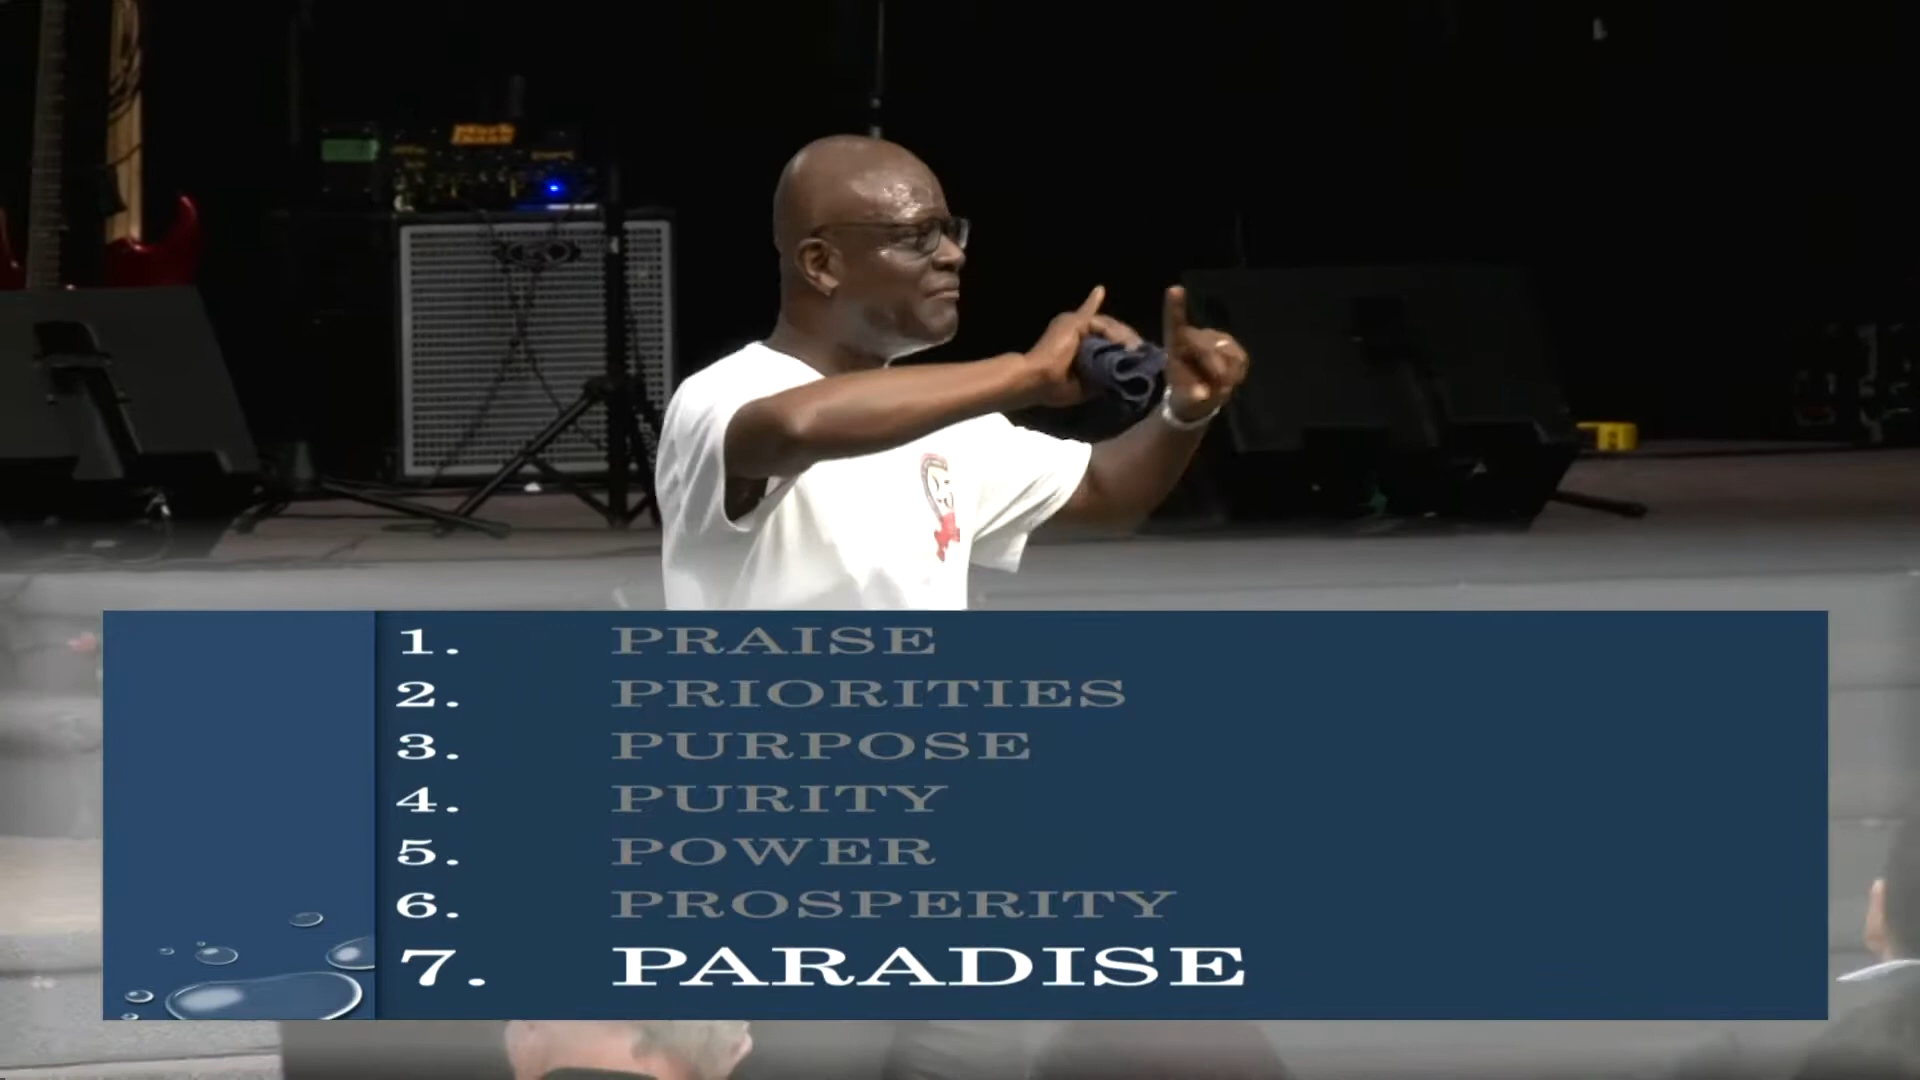 1. PRAISE
2. PRIORITIES
3. PURPOSE
4. PURITY
5. POWER
6. PROSPERITY
7. PARADISE